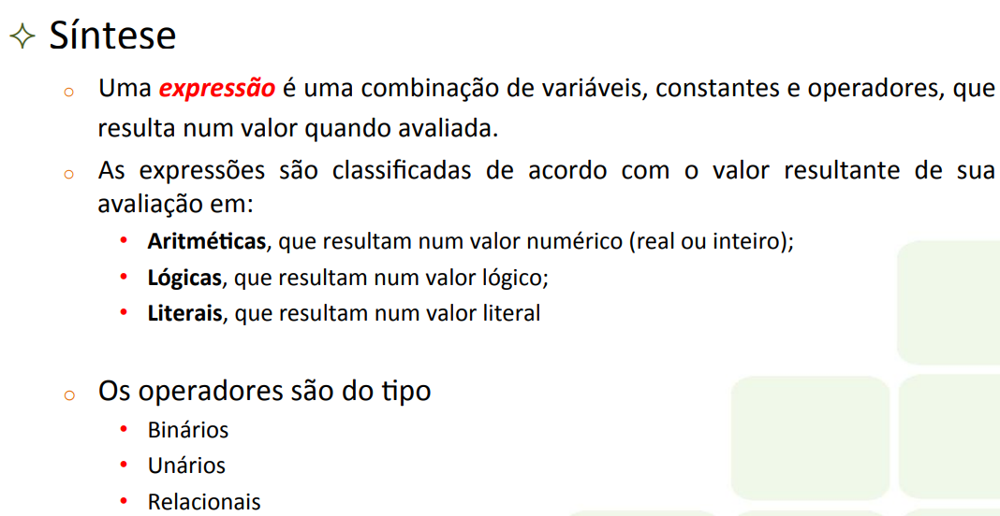 Síntese
Uma expressão é uma combinação de variáveis, constantes e operadores, que
resulta num valor quando avaliada.
As expressões são classificadas de acordo com o valor resultante de sua
avaliação em:
Aritméticas, que resultam num valor numérico (real ou inteiro);
Lógicas, que resultam num valor lógico;
Literais, que resultam num valor literal
Os operadores são do tipo
Binários
Unários
Relacionais